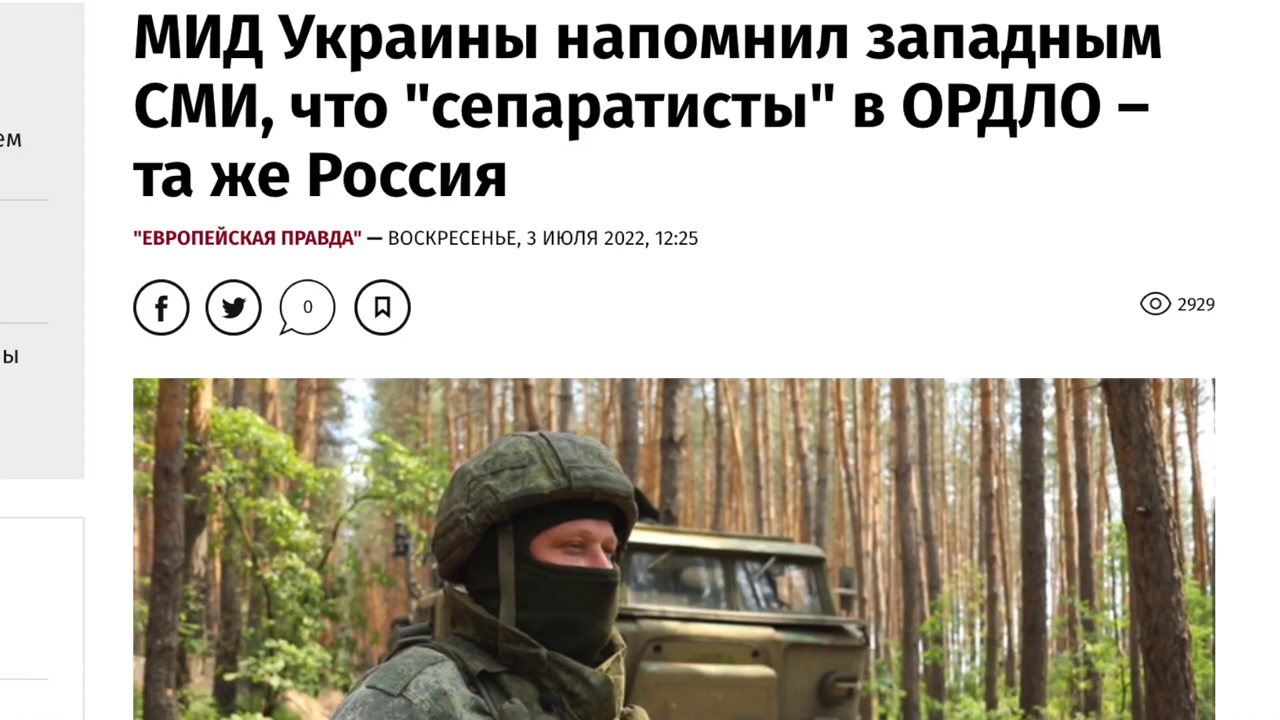 МИД Украины напомнил западным
СМИ, что "сепаратисты" в ОРДЛО –
та же Россия
"ЕВРОПЕЙСКАЯ ПРАВДА" — ВОСКРЕСЕНЬЕ, 3 ИЮЛЯ 2022, 12:25
0
2929
ем
ы